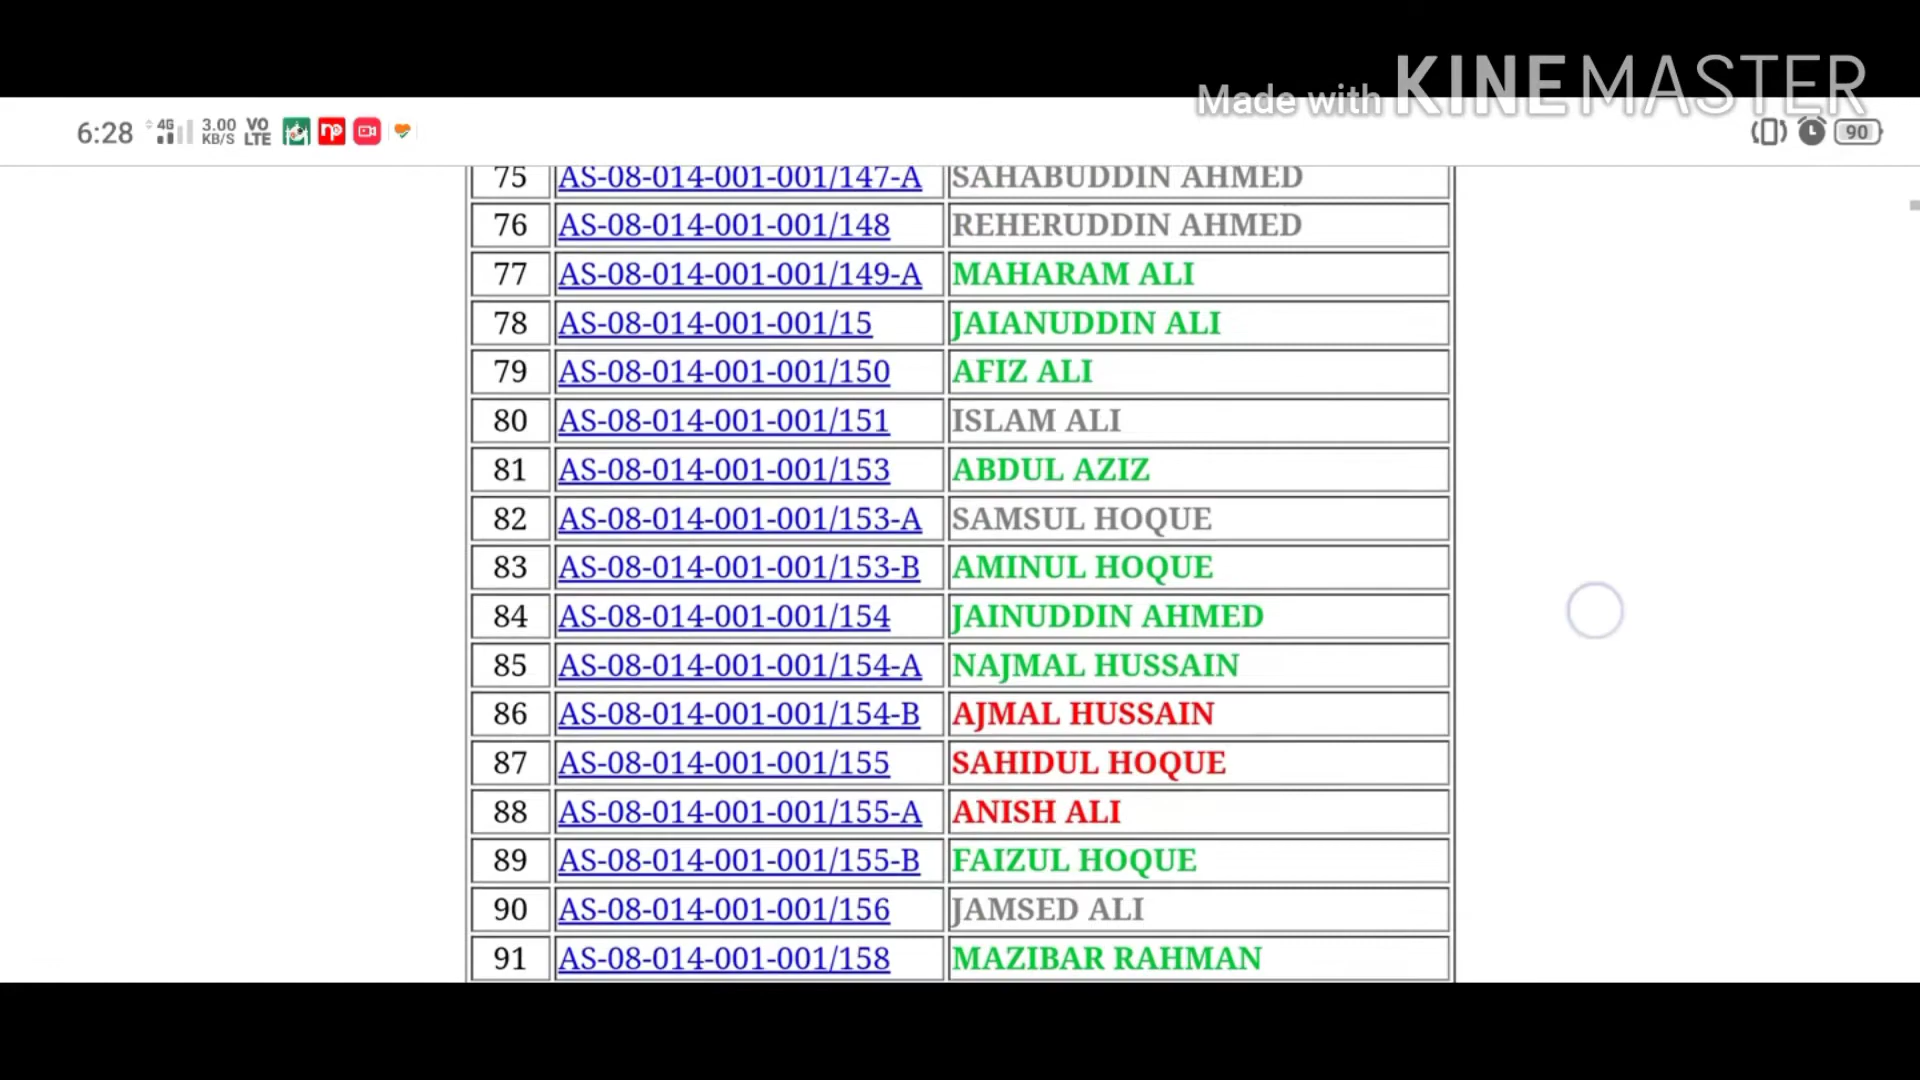 Made with KINEMASTER
6:28 4G 3.00 KB/S VO LTE 90
75 AS-08-014-001-001/147-A SAHABUDDIN AHMED
76 AS-08-014-001-001/148 REHERUDDIN AHMED
77 AS-08-014-001-001/149-A MAHARAM ALI
78 AS-08-014-001-001/15 JAIANUDDIN ALI
79 AS-08-014-001-001/150 AFIZ ALI
80 AS-08-014-001-001/151 ISLAM ALI
81 AS-08-014-001-001/153 ABDUL AZIZ
82 AS-08-014-001-001/153-A SAMSUL HOQUE
83 AS-08-014-001-001/153-B AMINUL HOQUE
84 AS-08-014-001-001/154 JAINUDDIN AHMED
85 AS-08-014-001-001/154-A NAJMAL HUSSAIN
86 AS-08-014-001-001/154-B AJMAL HUSSAIN
87 AS-08-014-001-001/155 SAHIDUL HOQUE
88 AS-08-014-001-001/155-A ANISH ALI
89 AS-08-014-001-001/155-B FAIZUL HOQUE
90 AS-08-014-001-001/156 JAMSED ALI
91 AS-08-014-001-001/158 MAZIBAR RAHMAN